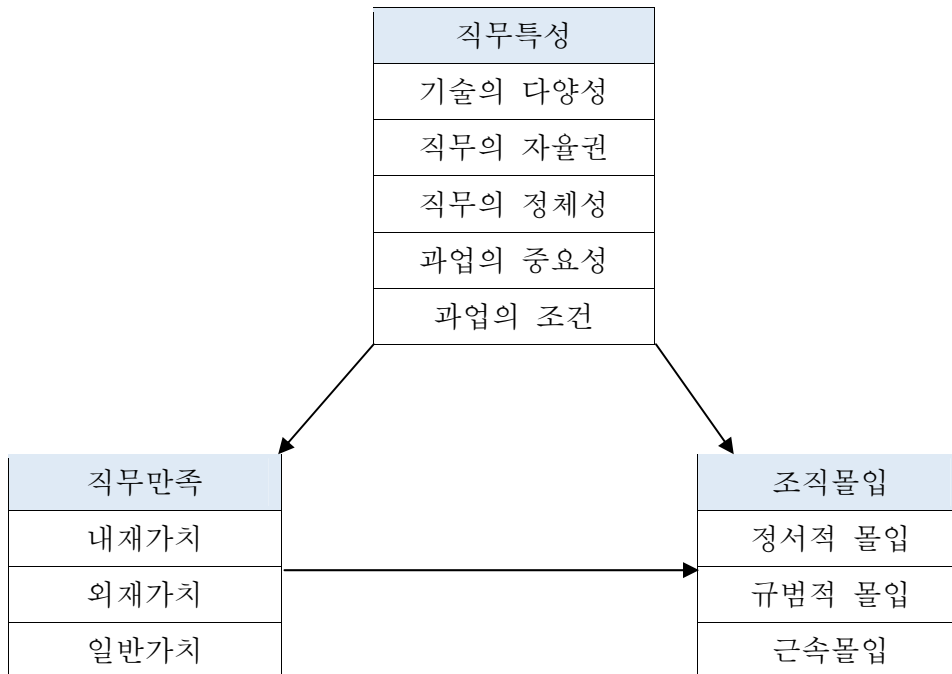 직무특성
기술의 다양성
직무의 자율권
직무의 정체성
과업의 중요성
과업의 조건
직무만족
내재가치
외재가치
일반가치
조직몰입
정서적 몰입
규범적 몰입
근속몰입